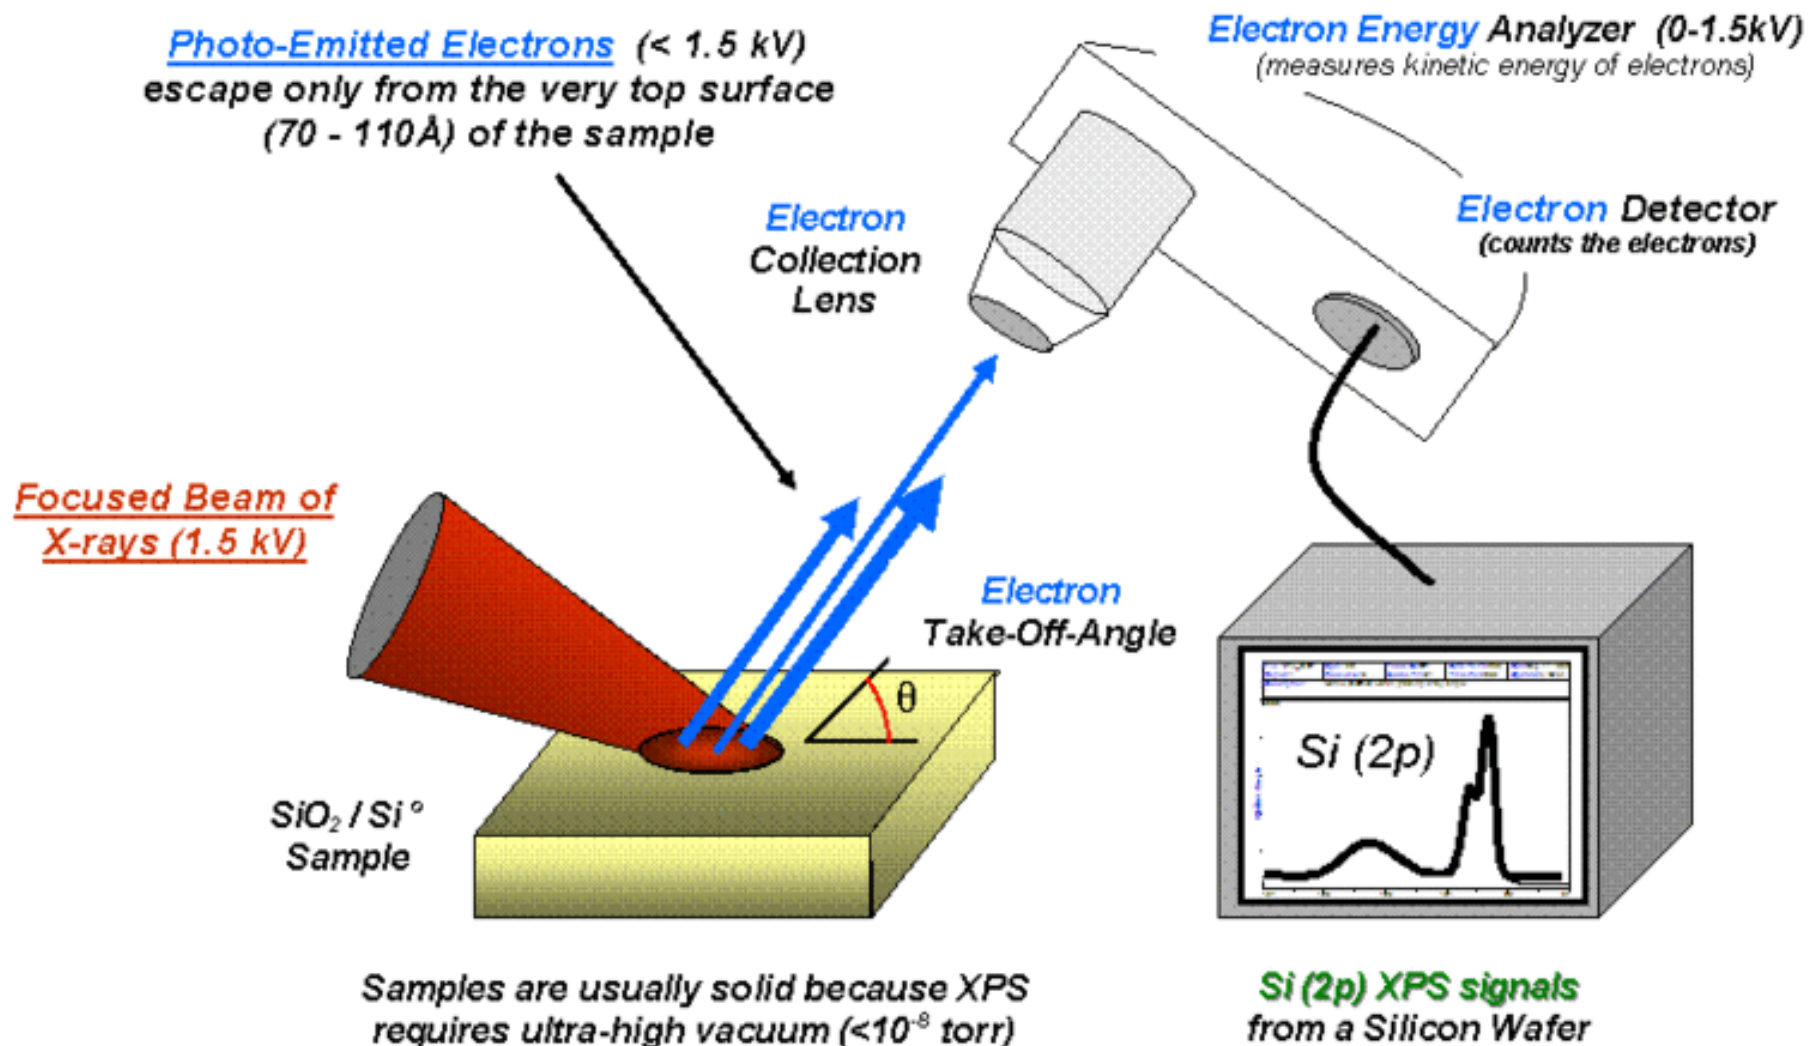 Photo-Emitted Electrons (< 1.5 kV)
escape only from the very top surface
(70 - 110Å) of the sample
Electron Energy Analyzer (0-1.5kV)
(measures kinetic energy of electrons)
Electron Detector
(counts the electrons)
Electron
Collection
Lens
Focused Beam of
X-rays (1.5 kV)
Electron
Take-Off-Angle
θ
SiO₂ / Si °
Sample
Si (2p)
Samples are usually solid because XPS
requires ultra-high vacuum (<10⁻⁸ torr)
Si (2p) XPS signals
from a Silicon Wafer